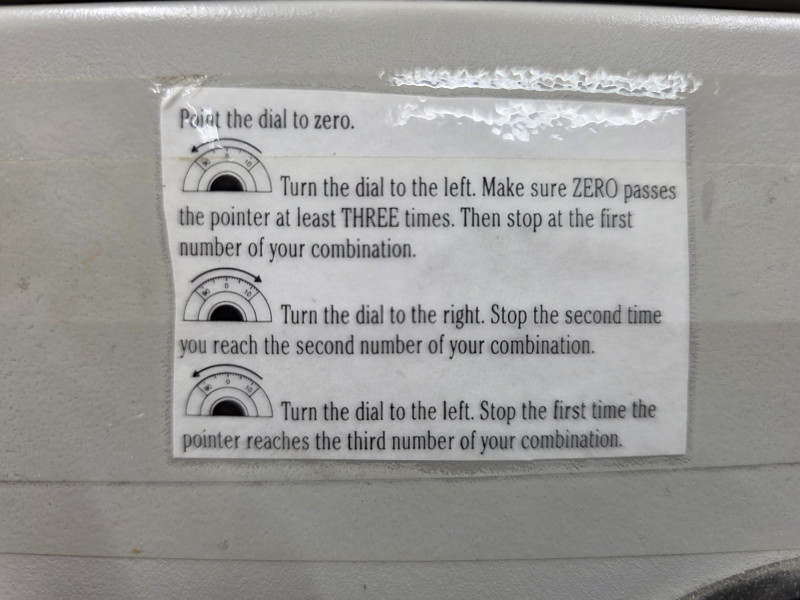 Point the dial to zero.
Turn the dial to the left. Make sure ZERO passes
the pointer at least THREE times. Then stop at the first
number of your combination.
Turn the dial to the right. Stop the second time
you reach the second number of your combination.
Turn the dial to the left. Stop the first time the
pointer reaches the third number of your combination.